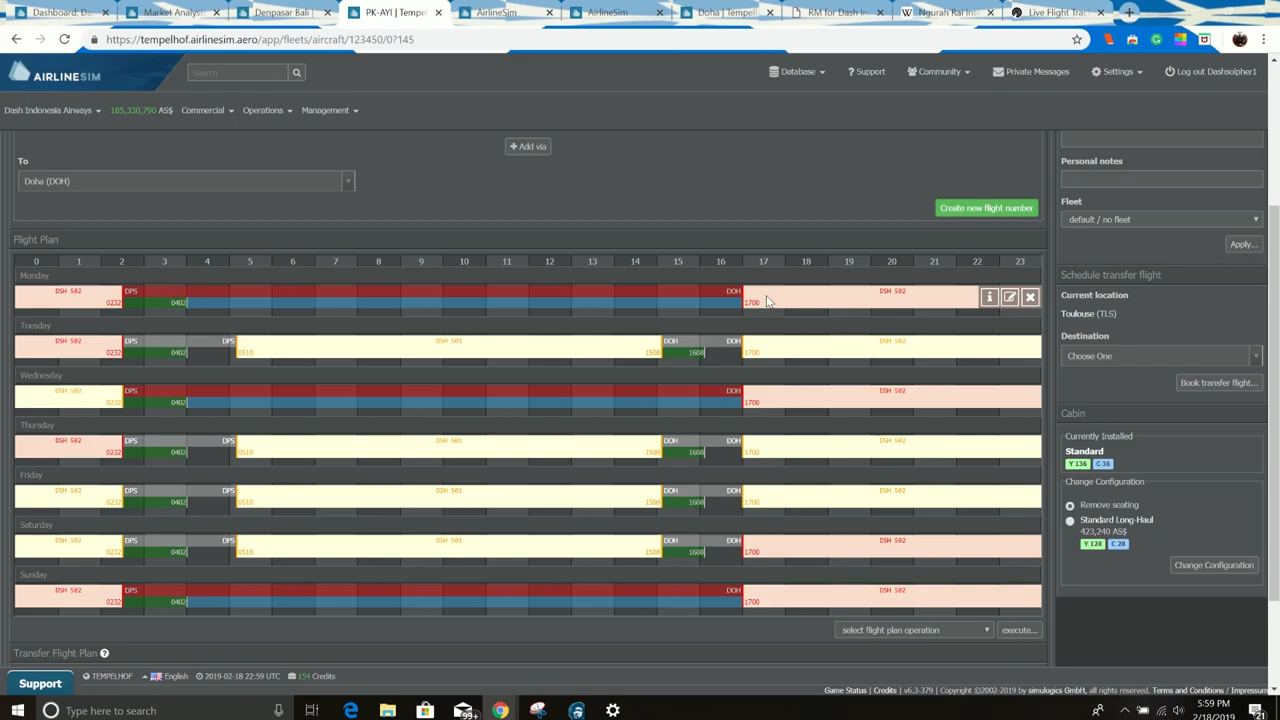 Dashboard: D
Market Analys
Denpasar Bali
PK-AYI | Tempel
AirlineSim
AirlineSim
Doha | Tempell
RM for Dash In
Ngurah Rai Int
Live Flight Trac
https://tempelhof.airlinesim.aero/app/fleets/aircraft/123450/0?145
AIRLINESIM
Search
Database
Support
Community
Private Messages
Settings
Log out Dashsolpher1
Dash Indonesia Airways
185,330,790 AS$
Commercial
Operations
Management
Add via
To
Doha (DOH)
Create new flight number
Flight Plan
0 1 2 3 4 5 6 7 8 9 10 11 12 13 14 15 16 17 18 19 20 21 22 23
Monday
DSH 502 DPS DOH DSH 502
0232 0402 1700
Tuesday
DSH 502 DPS DPS DSH 501 DOH DOH DSH 502
0232 0402 0510 1508 1608 1700
Wednesday
DSH 502 DPS DOH DSH 502
0232 0402 1700
Thursday
DSH 502 DPS DPS DSH 501 DOH DOH DSH 502
0232 0402 0510 1508 1608 1700
Friday
DSH 502 DPS DPS DSH 501 DOH DOH DSH 502
0232 0402 0510 1508 1608 1700
Saturday
DSH 502 DPS DPS DSH 501 DOH DOH DSH 502
0232 0402 0510 1508 1608 1700
Sunday
DSH 502 DPS DOH DSH 502
0232 0402 1700
select flight plan operation
execute...
Transfer Flight Plan
Personal notes
Fleet
default / no fleet
Apply...
Schedule transfer flight
Current location
Toulouse (TLS)
Destination
Choose One
Book transfer flight...
Cabin
Currently Installed
Standard
Y 136 C 36
Change Configuration
Remove seating
Standard Long-Haul
423,240 AS$
Y 128 C 28
Change Configuration
Support
TEMPELHOF
English
2019-02-18 22:59 UTC
154 Credits
Game Status | Credits | v6.3-379 | Copyright ©2002-2019 by simulogics GmbH, all rights reserved. Terms and Conditions / Impressum
Type here to search
99+
5:59 PM
2/18/2019
21